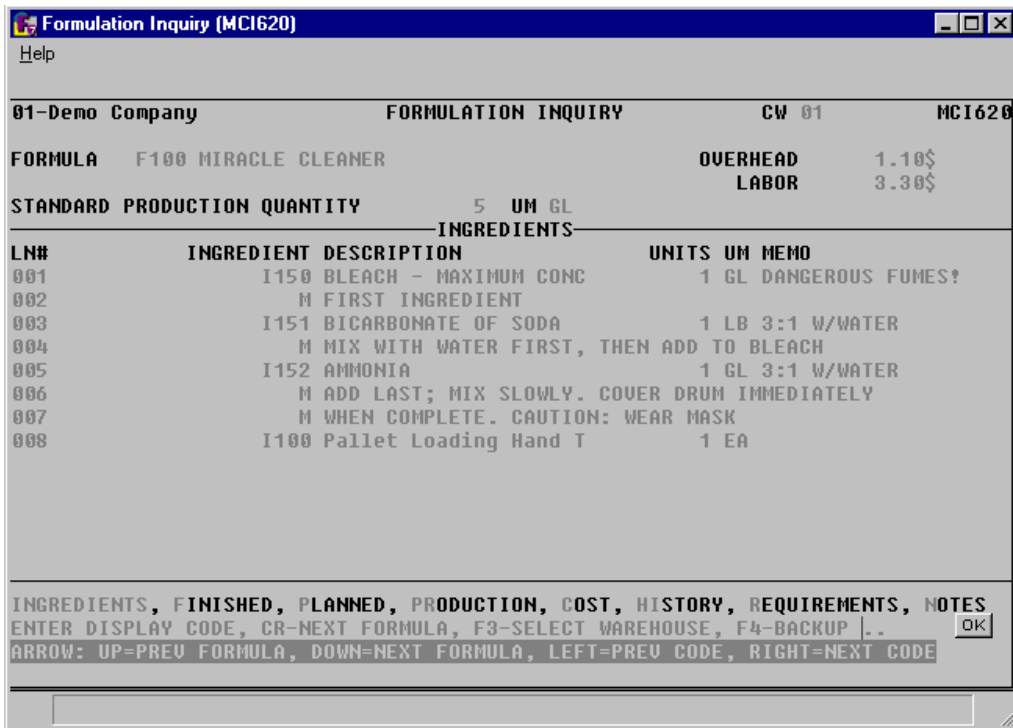 Formulation Inquiry (MCI620)
Help
01-Demo Company FORMULATION INQUIRY CW 01 MCI620
FORMULA F100 MIRACLE CLEANER OVERHEAD 1.10$
LABOR 3.30$
STANDARD PRODUCTION QUANTITY 5 UM GL
INGREDIENTS
LN# INGREDIENT DESCRIPTION UNITS UM MEMO
001 I150 BLEACH - MAXIMUM CONC 1 GL DANGEROUS FUMES!
002 M FIRST INGREDIENT
003 I151 BICARBONATE OF SODA 1 LB 3:1 W/WATER
004 M MIX WITH WATER FIRST, THEN ADD TO BLEACH
005 I152 AMMONIA 1 GL 3:1 W/WATER
006 M ADD LAST; MIX SLOWLY. COVER DRUM IMMEDIATELY
007 M WHEN COMPLETE. CAUTION: WEAR MASK
008 I100 Pallet Loading Hand T 1 EA
INGREDIENTS, FINISHED, PLANNED, PRODUCTION, COST, HISTORY, REQUIREMENTS, NOTES
ENTER DISPLAY CODE, CR-NEXT FORMULA, F3-SELECT WAREHOUSE, F4-BACKUP .. OK
ARROW: UP=PREV FORMULA, DOWN=NEXT FORMULA, LEFT=PREV CODE, RIGHT=NEXT CODE